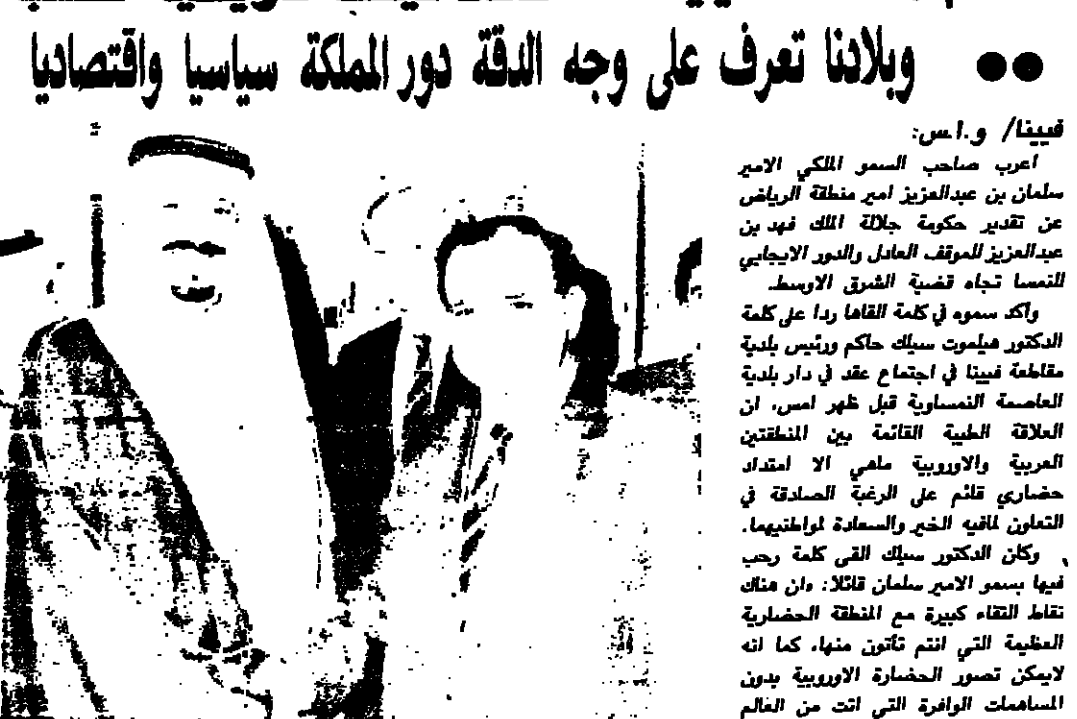 وبلادنا تعرف على وجه الدقة دور المملكة سياسيا واقتصاديا
فيينا/ و.ا.س:
اعرب صاحب السمو الملكي الامير
سلمان بن عبدالعزيز امير منطقة الرياض
عن تقدير حكومة جلالة الملك فهد بن
عبدالعزيز للموقف العادل والدور الايجابي
للنمسا تجاه قضية الشرق الاوسط.
وأكد سموه في كلمة القاها ردا على كلمة
الدكتور هيلموت سيلك حاكم ورئيس بلدية
مقاطعة فيينا في اجتماع عقد في دار بلدية
العاصمة النمساوية قبل ظهر امس، ان
العلاقة الطيبة القائمة بين المنطقتين
العربية والاوروبية ماهي الا امتداد
حضاري قائم على الرغبة الصادقة في
التعاون لمافيه الخير والسعادة لمواطنيهما.
وكان الدكتور سيلك القى كلمة رحب
فيها بسمو الامير سلمان قائلا: «ان هناك
نقاط التقاء كبيرة مع المنطقة الحضارية
العظيمة التي انتم تأتون منها، كما انه
لايمكن تصور الحضارة الاوروبية بدون
المساهمات الوافرة التي اتت من العالم